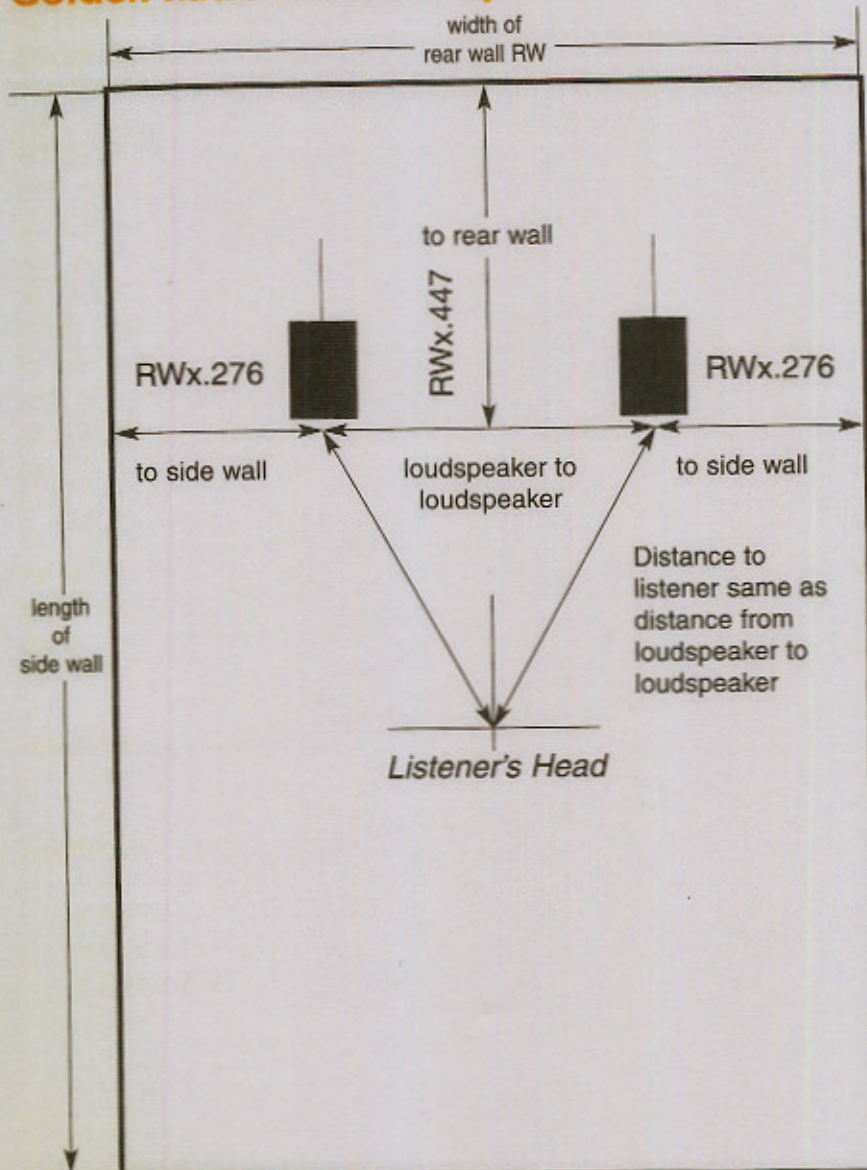 width of
rear wall RW
to rear wall
RWx.447
RWx.276
RWx.276
to side wall
loudspeaker to
loudspeaker
to side wall
Distance to
listener same as
distance from
loudspeaker to
loudspeaker
length
of
side wall
Listener's Head